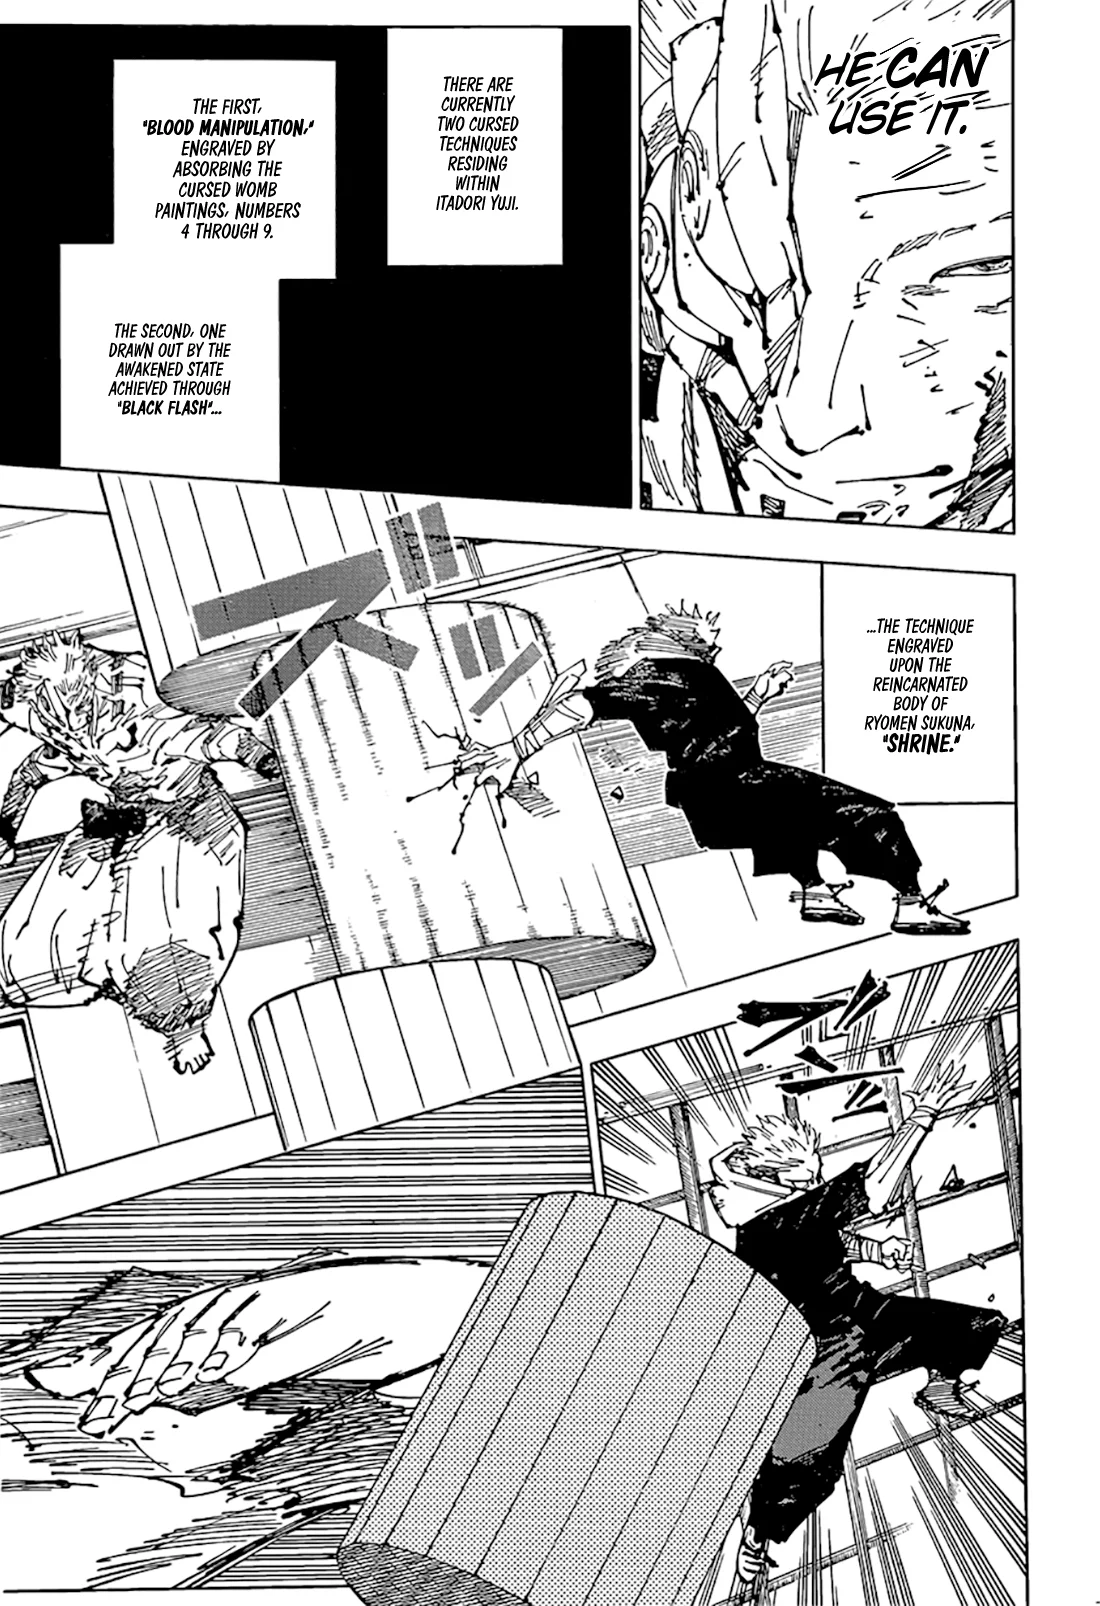 HE CAN
USE IT.
THERE ARE
CURRENTLY
TWO CURSED
TECHNIQUES
RESIDING
WITHIN
ITADORI YUJI.
THE FIRST,
"BLOOD MANIPULATION,"
ENGRAVED BY
ABSORBING THE
CURSED WOMB
PAINTINGS, NUMBERS
4 THROUGH 9.
THE SECOND, ONE
DRAWN OUT BY THE
AWAKENED STATE
ACHIEVED THROUGH
"BLACK FLASH"...
...THE TECHNIQUE
ENGRAVED
UPON THE
REINCARNATED
BODY OF
RYOMEN SUKUNA,
"SHRINE."
ズッ